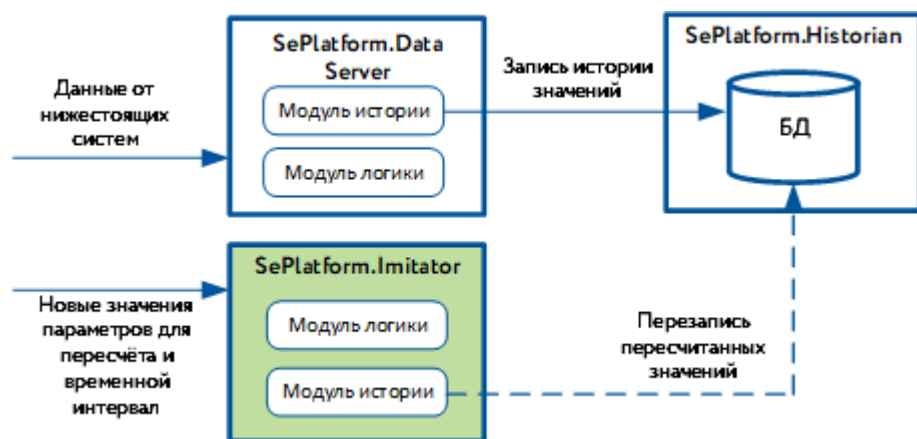 SePlatform.Data
Server
Модуль истории
Модуль логики
Данные от
нижестоящих
систем
Запись истории
значений
SePlatform.Historian
БД
SePlatform.Imitator
Модуль логики
Модуль истории
Новые значения
параметров для
пересчёта и
временной
интервал
Перезапись
пересчитанных
значений